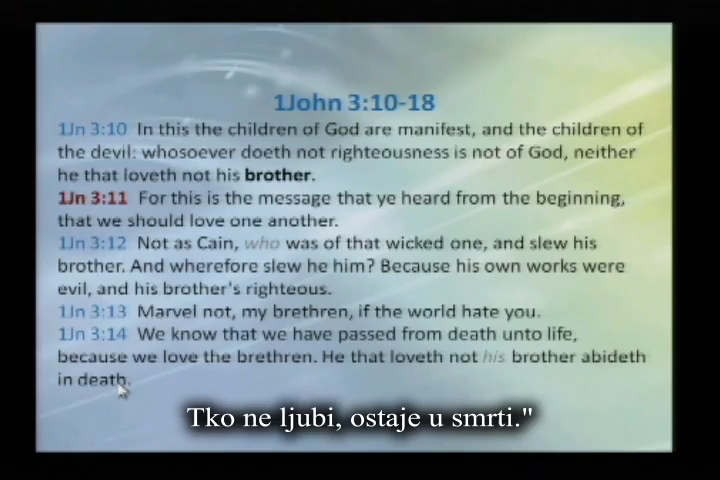 1John 3:10-18
1Jn 3:10 In this the children of God are manifest, and the children of
the devil: whosoever doeth not righteousness is not of God, neither
he that loveth not his brother.
1Jn 3:11 For this is the message that ye heard from the beginning,
that we should love one another.
1Jn 3:12 Not as Cain, who was of that wicked one, and slew his
brother. And wherefore slew he him? Because his own works were
evil, and his brother's righteous.
1Jn 3:13 Marvel not, my brethren, if the world hate you.
1Jn 3:14 We know that we have passed from death unto life,
because we love the brethren. He that loveth not his brother abideth
in death.
Tko ne ljubi, ostaje u smrti."